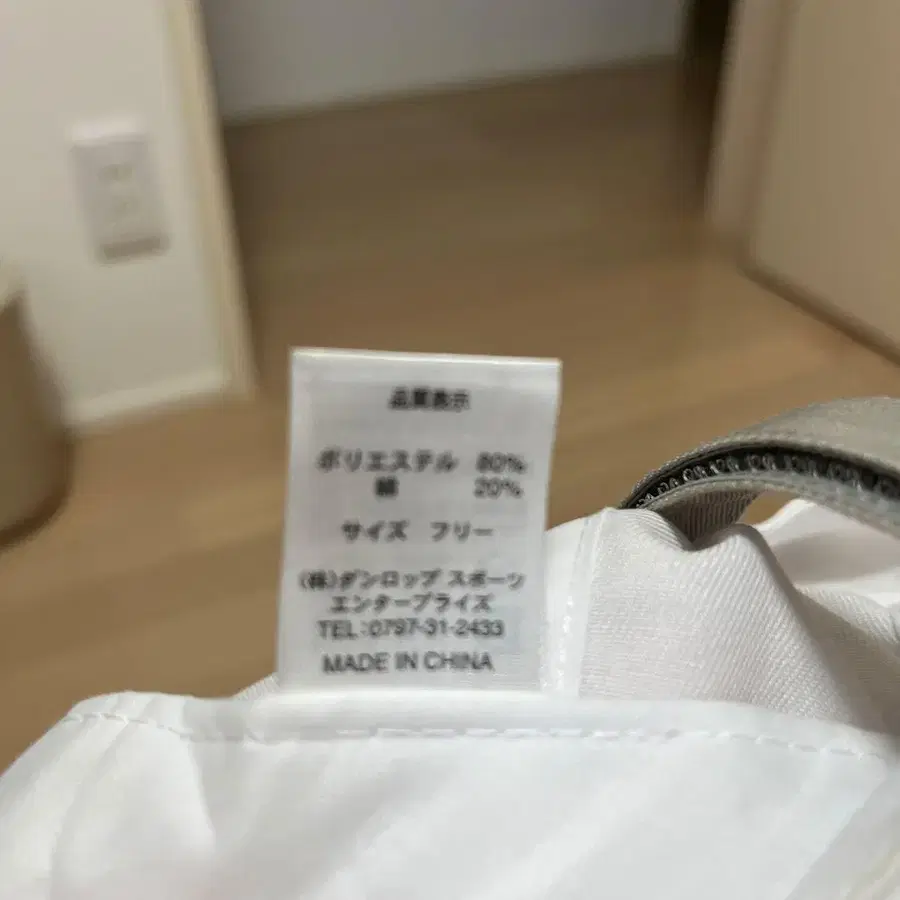 品質表示
ポリエステル 80%
綿 20%
サイズ フリー
(株)ダンロップ スポーツ
エンタープライズ
TEL:0797-31-2433
MADE IN CHINA